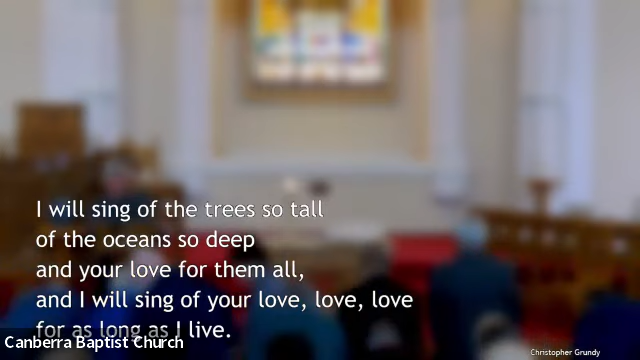 I will sing of the trees so tall
of the oceans so deep
and your love for them all,
and I will sing of your love, love, love
for as long as I live.
Canberra Baptist Church
Christopher Grundy